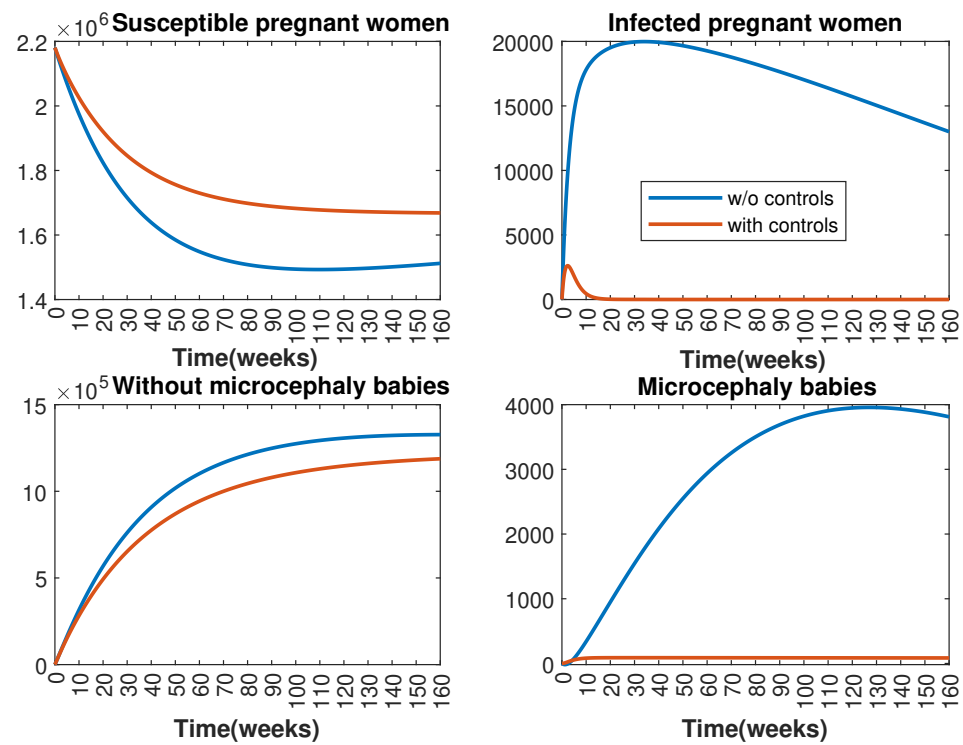 ×10⁶ Susceptible pregnant women
2.2
2
1.8
1.6
1.4
0 10 20 30 40 50 60 70 80 90 100 110 120 130 140 150 160
Time(weeks)
Infected pregnant women
20000
15000
10000
5000
0
w/o controls
with controls
0 10 20 30 40 50 60 70 80 90 100 110 120 130 140 150 160
Time(weeks)
×10⁵ Without microcephaly babies
15
10
5
0
0 10 20 30 40 50 60 70 80 90 100 110 120 130 140 150 160
Time(weeks)
Microcephaly babies
4000
3000
2000
1000
0
0 10 20 30 40 50 60 70 80 90 100 110 120 130 140 150 160
Time(weeks)